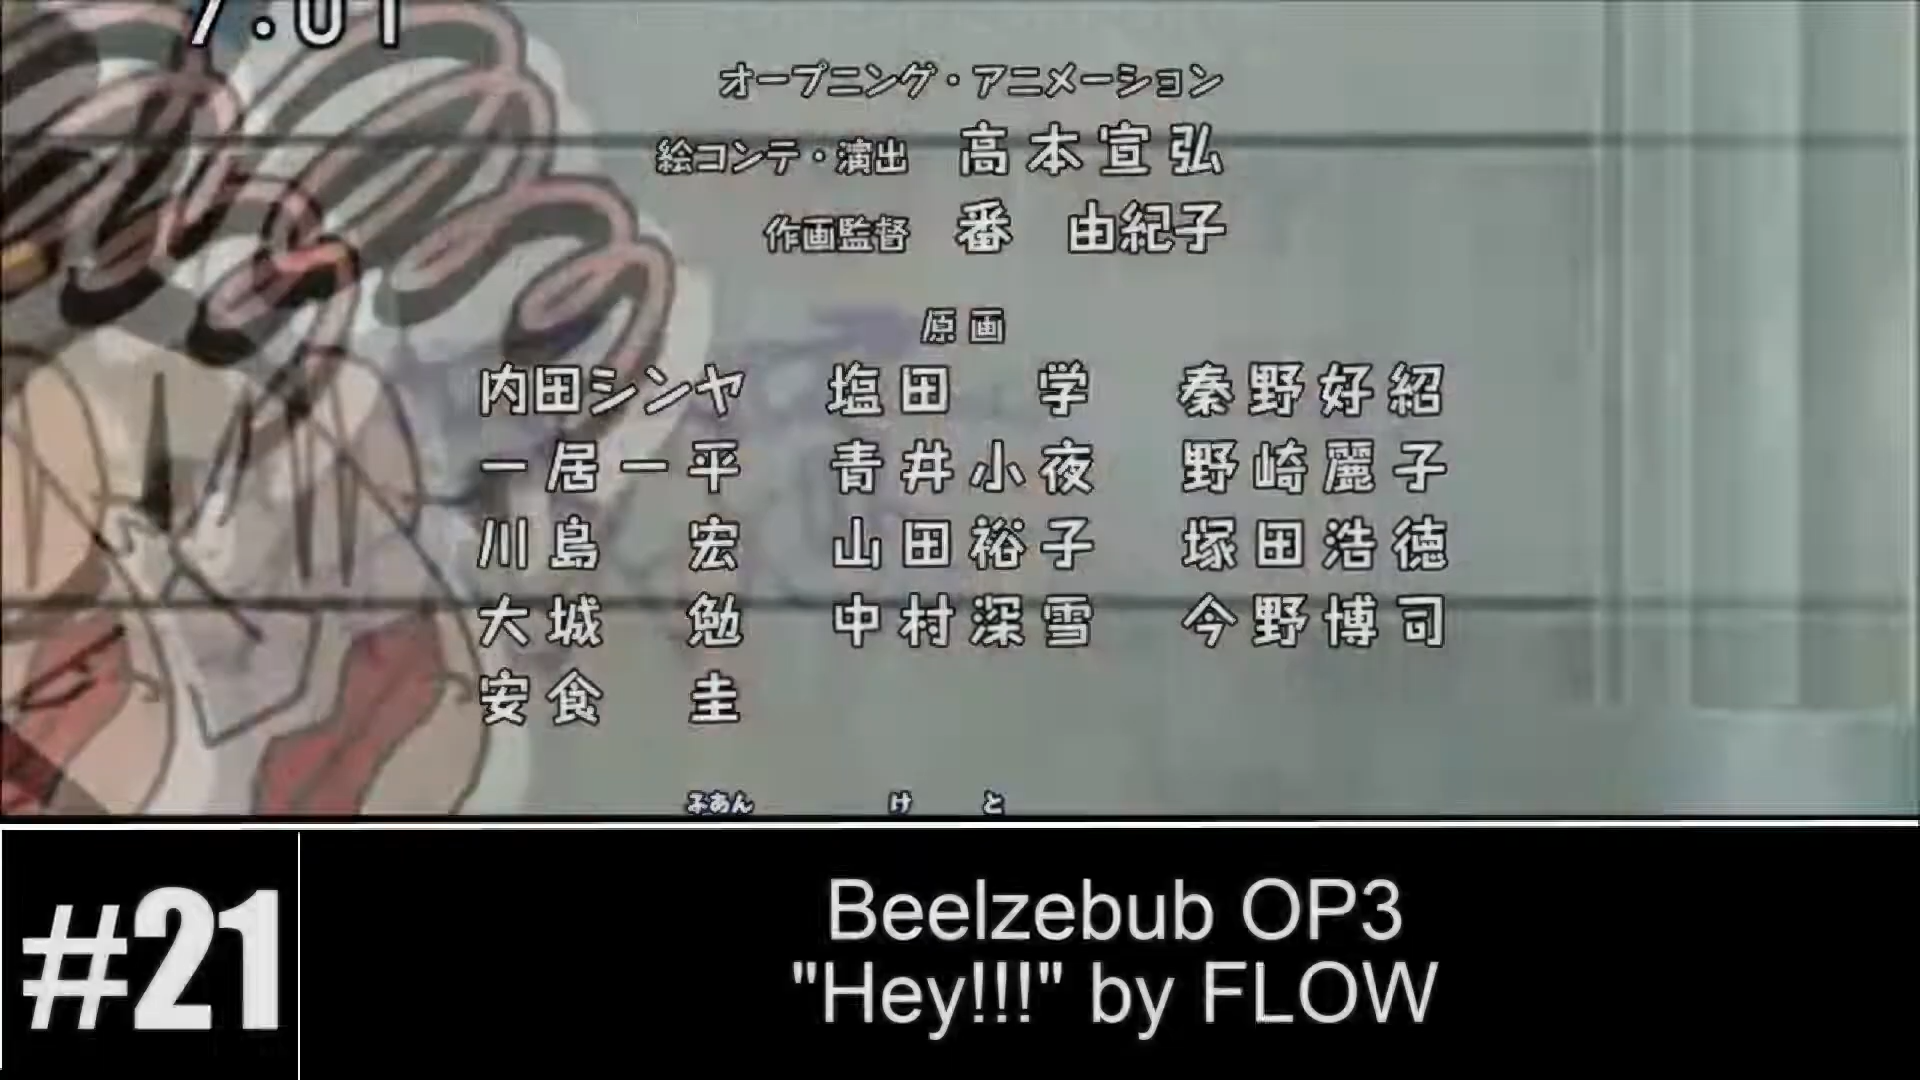 7:01
オープニング・アニメーション
絵コンテ・演出 高本宣弘
作画監督 番 由紀子
原画
内田シンヤ 塩田 学 秦野好紹
一居一平 青井小夜 野崎麗子
川島 宏 山田裕子 塚田浩徳
大城 勉 中村深雪 今野博司
安食 圭
ふあん け と
#21
Beelzebub OP3
"Hey!!!" by FLOW